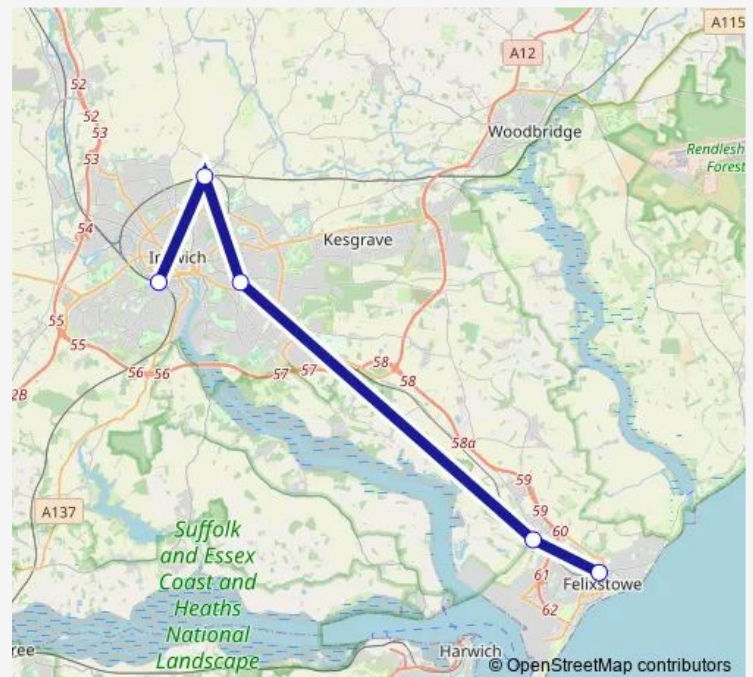 A115
A12
52
52
53
53
Woodbridge
Rendlesh
Forest
54
Kesgrave
55
55
56 56
57 57
58
58
2B
58a
59
59
60
A137
Suffolk
and Essex
Coast and
Heaths
National
Landscape
61
Felixstowe
62
ree
Harwich
© OpenStreetMap contributors